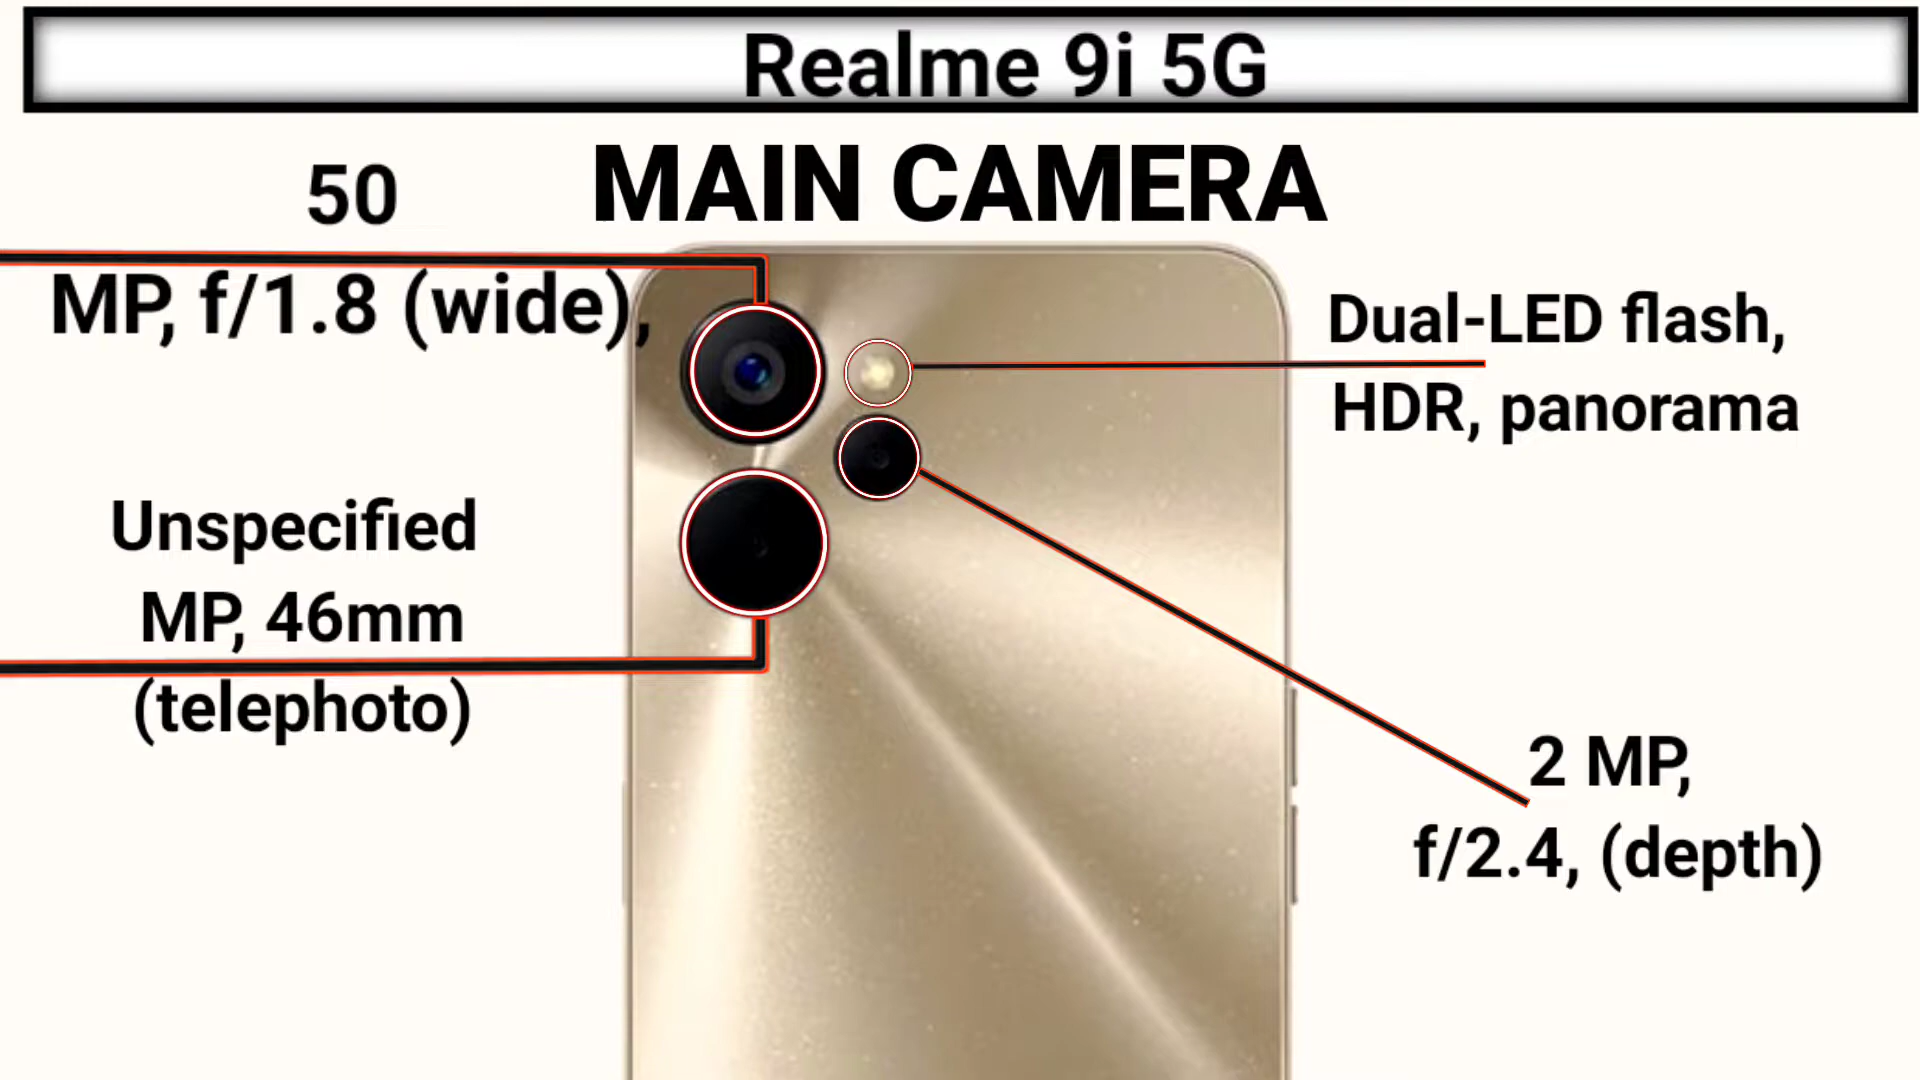 Realme 9i 5G
MAIN CAMERA
50
MP, f/1.8 (wide),
Unspecified
MP, 46mm
(telephoto)
Dual-LED flash,
HDR, panorama
2 MP,
f/2.4, (depth)